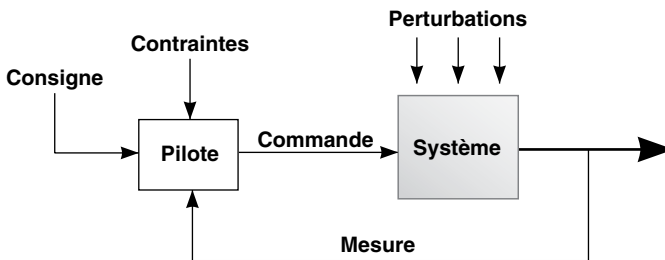 Perturbations
Contraintes
Consigne
Pilote
Commande
Système
Mesure